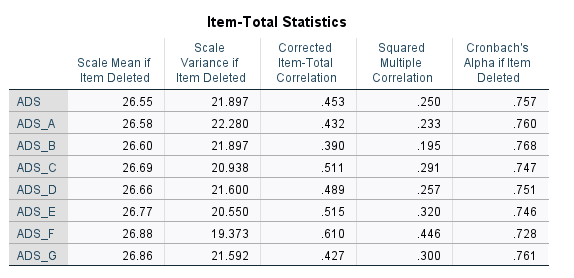 Item-Total Statistics
Scale Mean if Item Deleted | Scale Variance if Item Deleted | Corrected Item-Total Correlation | Squared Multiple Correlation | Cronbach's Alpha if Item Deleted
ADS 26.55 21.897 .453 .250 .757
ADS_A 26.58 22.280 .432 .233 .760
ADS_B 26.60 21.897 .390 .195 .768
ADS_C 26.69 20.938 .511 .291 .747
ADS_D 26.66 21.600 .489 .257 .751
ADS_E 26.77 20.550 .515 .320 .746
ADS_F 26.88 19.373 .610 .446 .728
ADS_G 26.86 21.592 .427 .300 .761